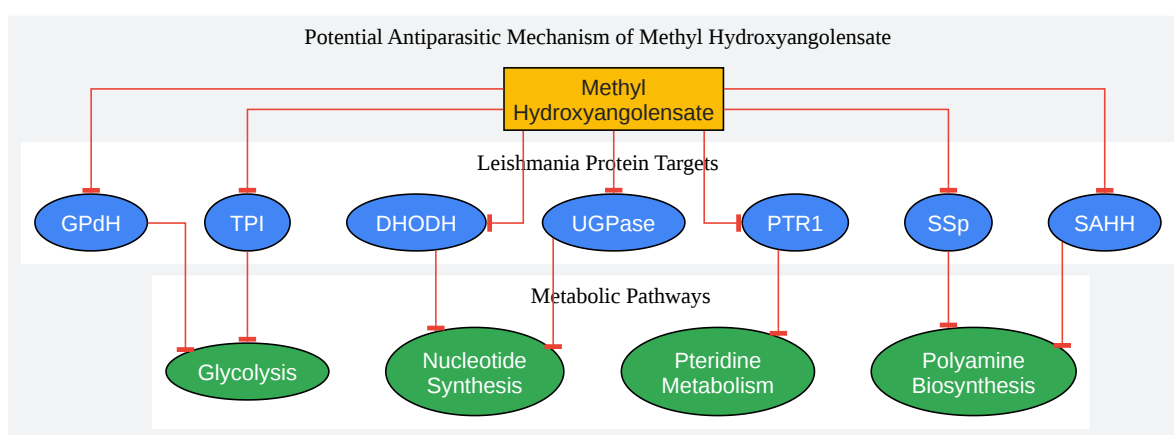 Potential Antiparasitic Mechanism of Methyl Hydroxyangolensate
Methyl
Hydroxyangolensate
Leishmania Protein Targets
GPdH
TPI
DHODH
UGPase
PTR1
SSp
SAHH
Metabolic Pathways
Glycolysis
Nucleotide
Synthesis
Pteridine
Metabolism
Polyamine
Biosynthesis